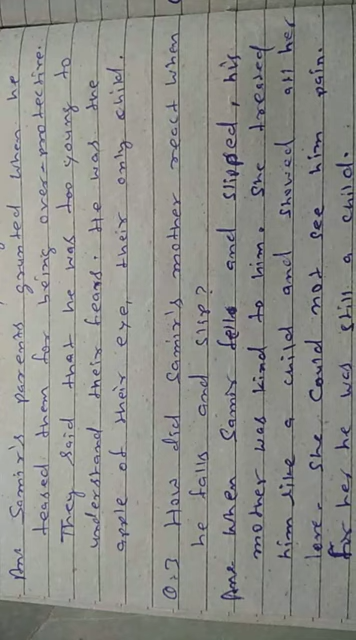 Ans Samir's parents grunted when he
teased them for being over-protective.
They said that he was too young to
understand their fears. He was the
apple of their eye, their only child.
Q.3 How did Samir's mother react when
he falls and slip?
Ans When Samir fell and slipped, his
mother was kind to him. She treated
him like a child and showed all her
love. She could not see him pain.
for her he was still a child.